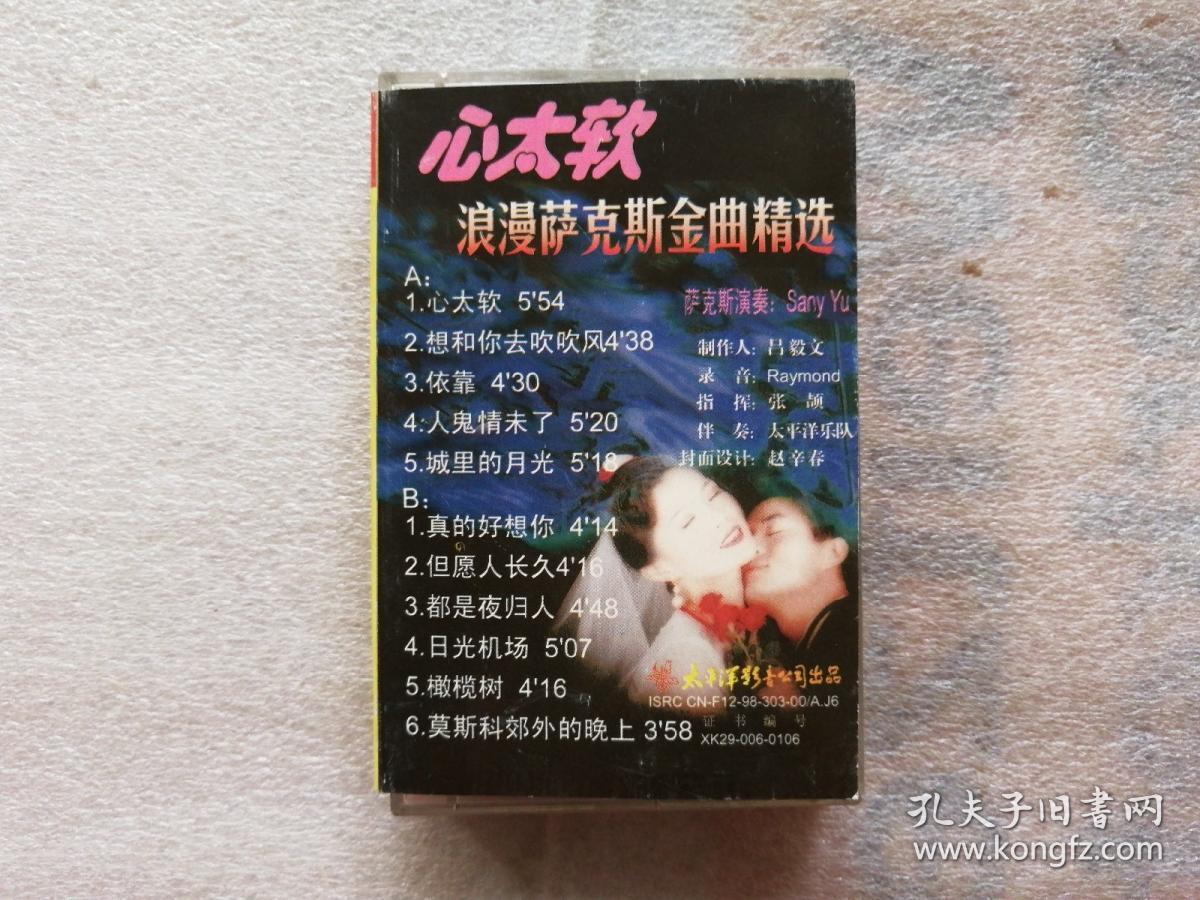 心太软
浪漫萨克斯金曲精选
A:
1.心太软 5'54
2.想和你去吹吹风4'38
3.依靠 4'30
4:人鬼情未了 5'20
5.城里的月光 5'18
B:
1.真的好想你 4'14
2.但愿人长久4'16
3.都是夜归人 4'48
4.日光机场 5'07
5.橄榄树 4'16
6.莫斯科郊外的晚上 3'58
萨克斯演奏: Sany Yu
制作人: 吕毅文
录 音: Raymond
指 挥: 张 颉
伴 奏: 太平洋乐队
封面设计: 赵辛春
太平洋影音公司出品
ISRC CN-F12-98-303-00/A.J6
证书编号
XK29-006-0106
孔夫子旧书网
www.kongfz.com